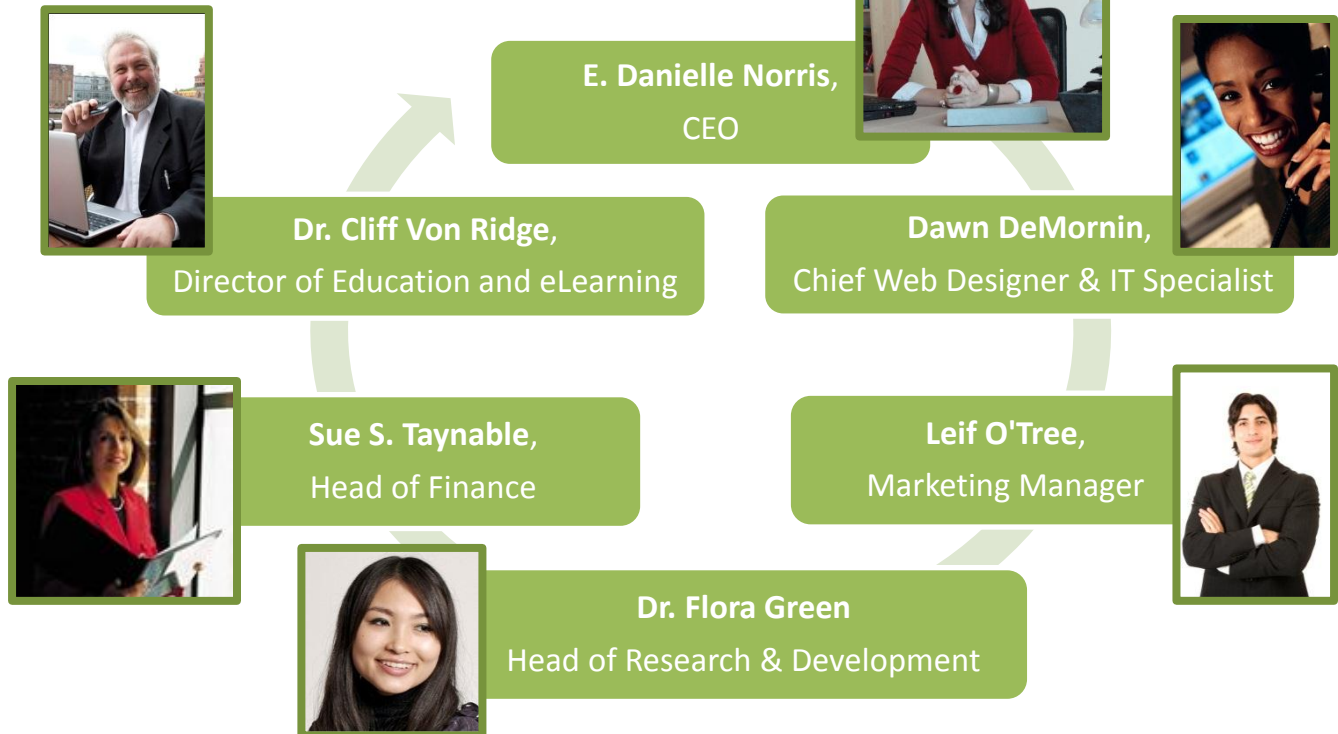 E. Danielle Norris,
CEO
Dr. Cliff Von Ridge,
Director of Education and eLearning
Dawn DeMornin,
Chief Web Designer & IT Specialist
Sue S. Taynable,
Head of Finance
Leif O'Tree,
Marketing Manager
Dr. Flora Green
Head of Research & Development